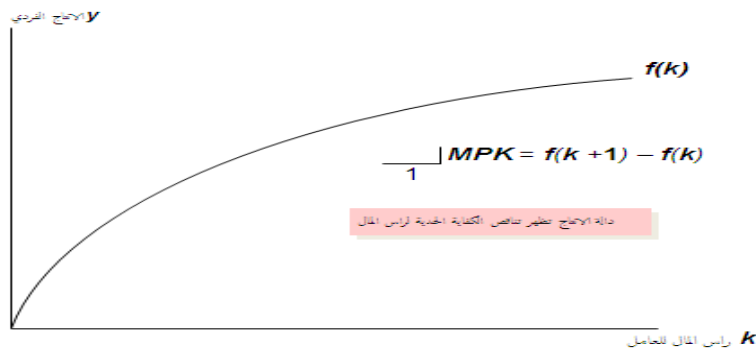 الانتاج الفردي y
f(k)
MPK = f(k +1) – f(k)
1
دالة الانتاج تظهر تناقص الكفاية الحدية لراس المال
راس المال للعامل k